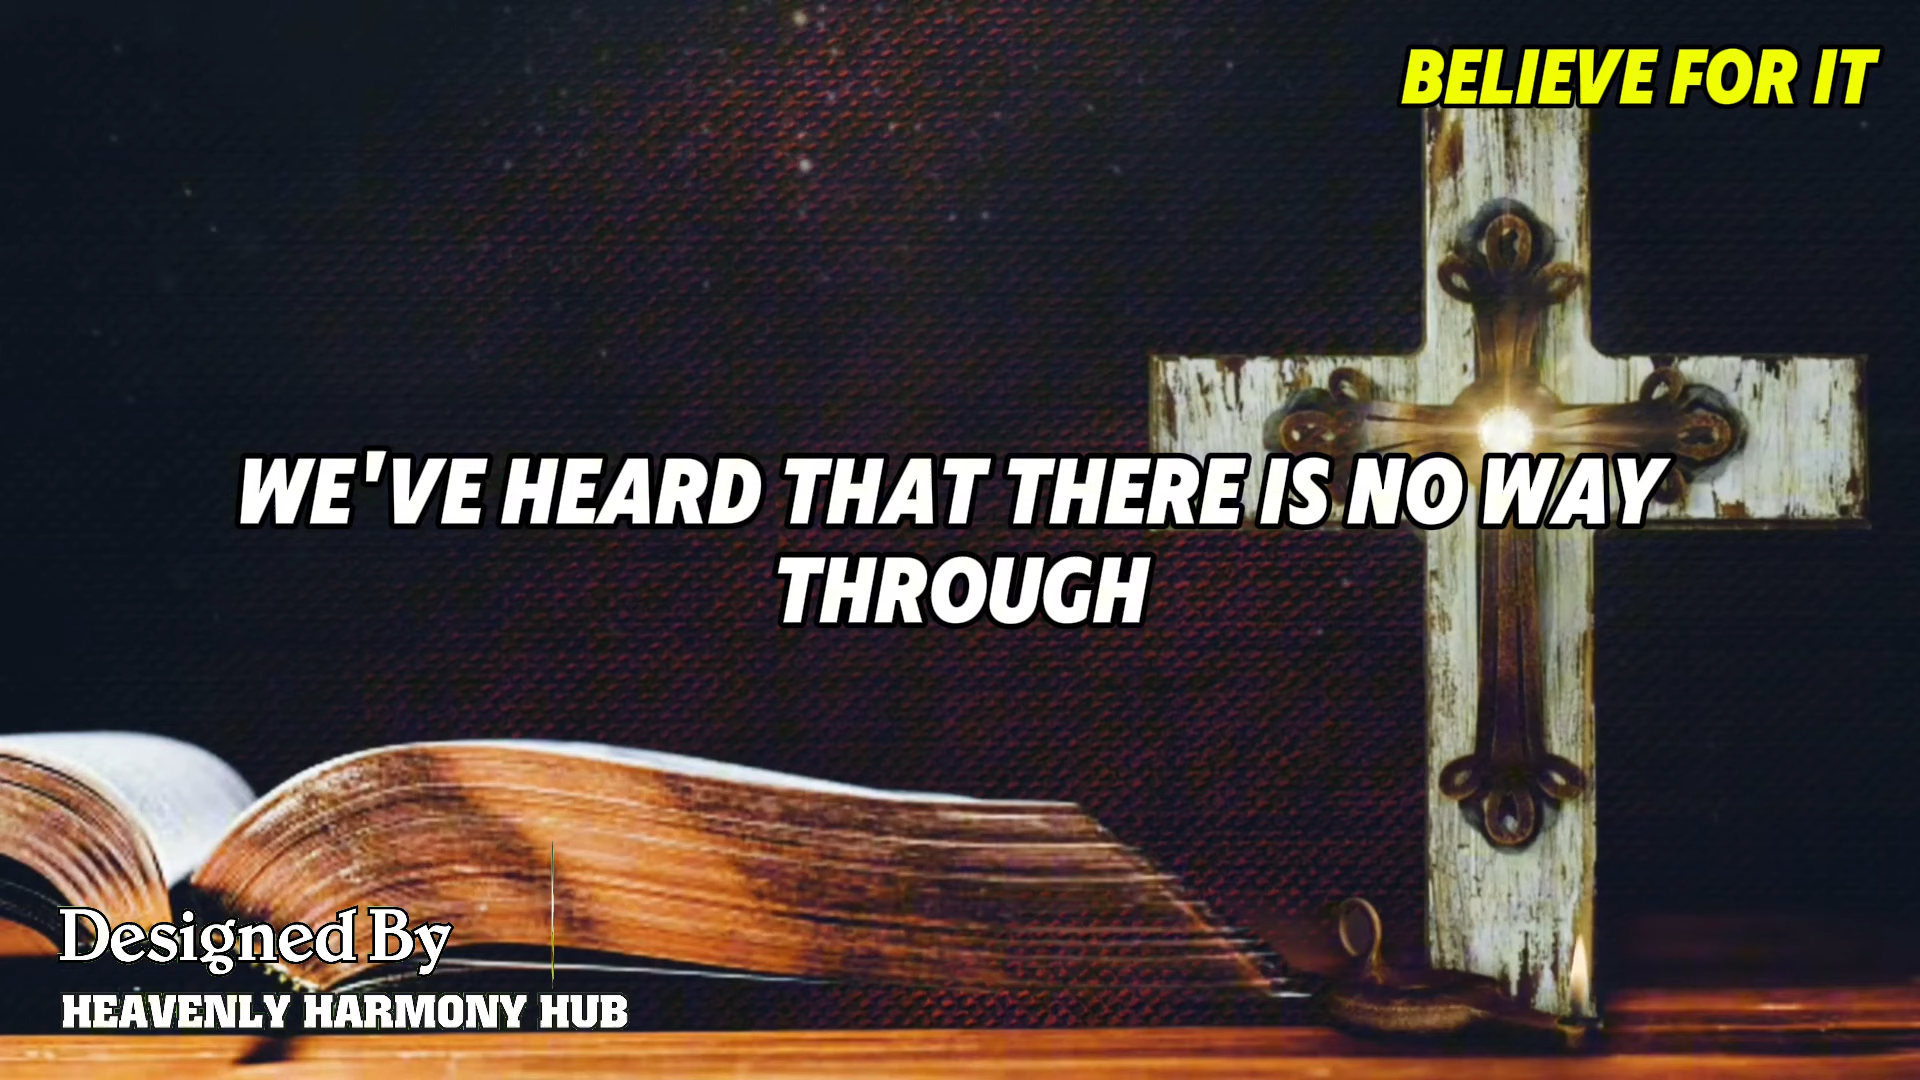 BELIEVE FOR IT
WE'VE HEARD THAT THERE IS NO WAY
THROUGH
Designed By
HEAVENLY HARMONY HUB